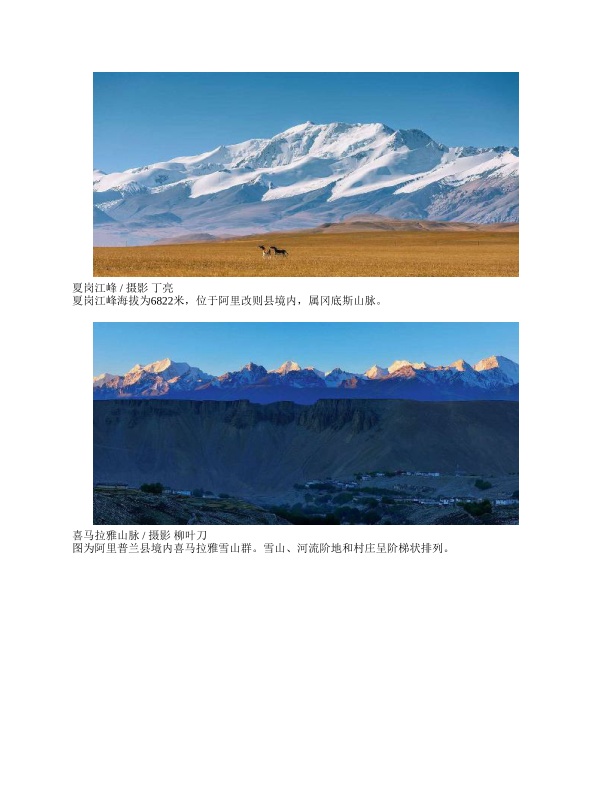 夏岗江峰 / 摄影 丁亮
夏岗江峰海拔为6822米，位于阿里改则县境内，属冈底斯山脉。
喜马拉雅山脉 / 摄影 柳叶刀
图为阿里普兰县境内喜马拉雅雪山群。雪山、河流阶地和村庄呈阶梯状排列。